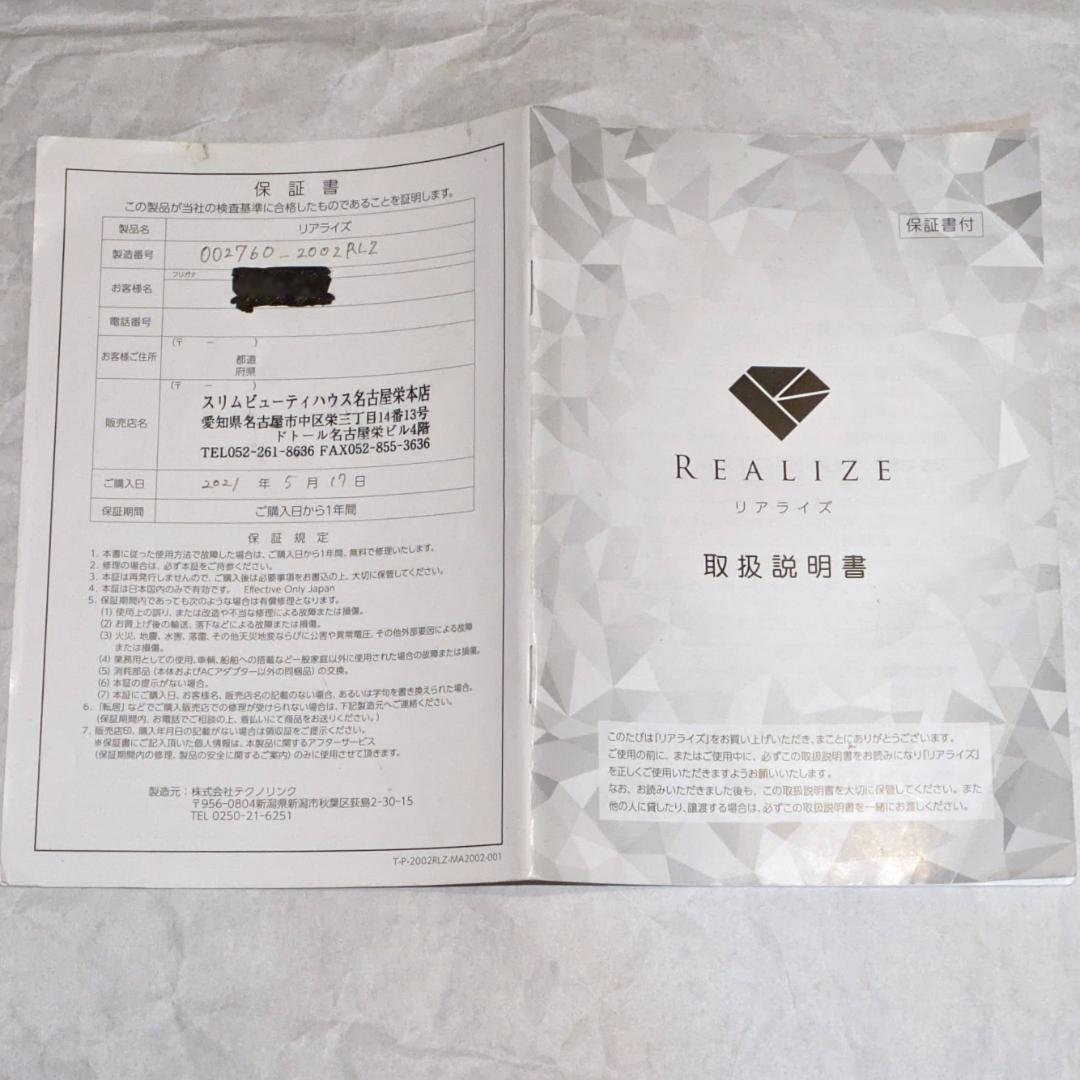 保証書
この製品が当社の検査基準に合格したものであることを証明します。
製品名 リアライズ
製造番号 002760-2002RLZ
お客様名 フリガナ
電話番号
お客様ご住所 (〒 - )
都道
府県
販売店名 (〒 - )
スリムビューティハウス名古屋栄本店
愛知県名古屋市中区栄三丁目14番13号
ドトール名古屋栄ビル4階
TEL052-261-8636 FAX052-855-3636
ご購入日 2021 年 5 月 17 日
保証期間 ご購入日から1年間
保証規定
1. 本書に従った使用方法で故障した場合は、ご購入日から1年間、無料で修理いたします。
2. 修理の場合は、必ず本証をご持参ください。
3. 本証は再発行しませんので、ご購入後は必要事項をお書込の上、大切に保管してください。
4. 本証は日本国内のみで有効です。 Effective Only Japan
5. 保証期間内であっても次のような場合は有償修理となります。
(1) 使用上の誤り、または改造や不当な修理による故障または損傷。
(2) お買上げ後の輸送、落下などによる故障または損傷。
(3) 火災、地震、水害、落雷、その他天災地変ならびに公害や異常電圧、その他外部要因による故障
または損傷。
(4) 業務用としての使用、車輌、船舶への搭載など一般家庭以外に使用された場合の故障または損傷。
(5) 消耗部品(本体およびACアダプター以外の同梱品)の交換。
(6) 本証の提示がない場合。
(7) 本証にご購入日、お客様名、販売店名の記載のない場合、あるいは字句を書き換えられた場合。
6. 「転居」などでご購入販売店での修理が受けられない場合は、下記製造元へご連絡ください。
(保証期間内、お電話でご相談の上、着払いにて商品をお送りください。)
7. 販売店印、購入年月日の記載がない場合は領収証をご提示ください。
※保証書にご記入頂いた個人情報は、本製品に関するアフターサービス
(保証期間内の修理、製品の安全に関するご案内)のみに使用させて頂きます。
製造元:株式会社テクノリンク
〒956-0804新潟県新潟市秋葉区荻島2-30-15
TEL 0250-21-6251
T-P-2002RLZ-MA2002-001
保証書付
REALIZE
リアライズ
取扱説明書
このたびは『リアライズ』をお買い上げいただき、まことにありがとうございます。
ご使用の前に、またはご使用中に、必ずこの取扱説明書をお読みになり『リアライズ』
を正しくご使用いただきますようお願いいたします。
なお、お読みいただきました後も、この取扱説明書を大切に保管してください。また
他の人に貸したり、譲渡する場合は、必ずこの取扱説明書を一緒にお渡しください。